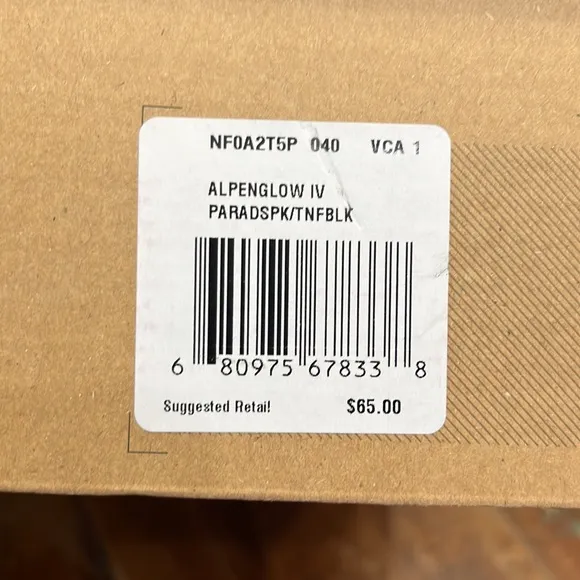 NF0A2T5P 040 VCA 1
ALPENGLOW IV
PARADSPK/TNFBLK
6 80975 67833 8
Suggested Retail $65.00